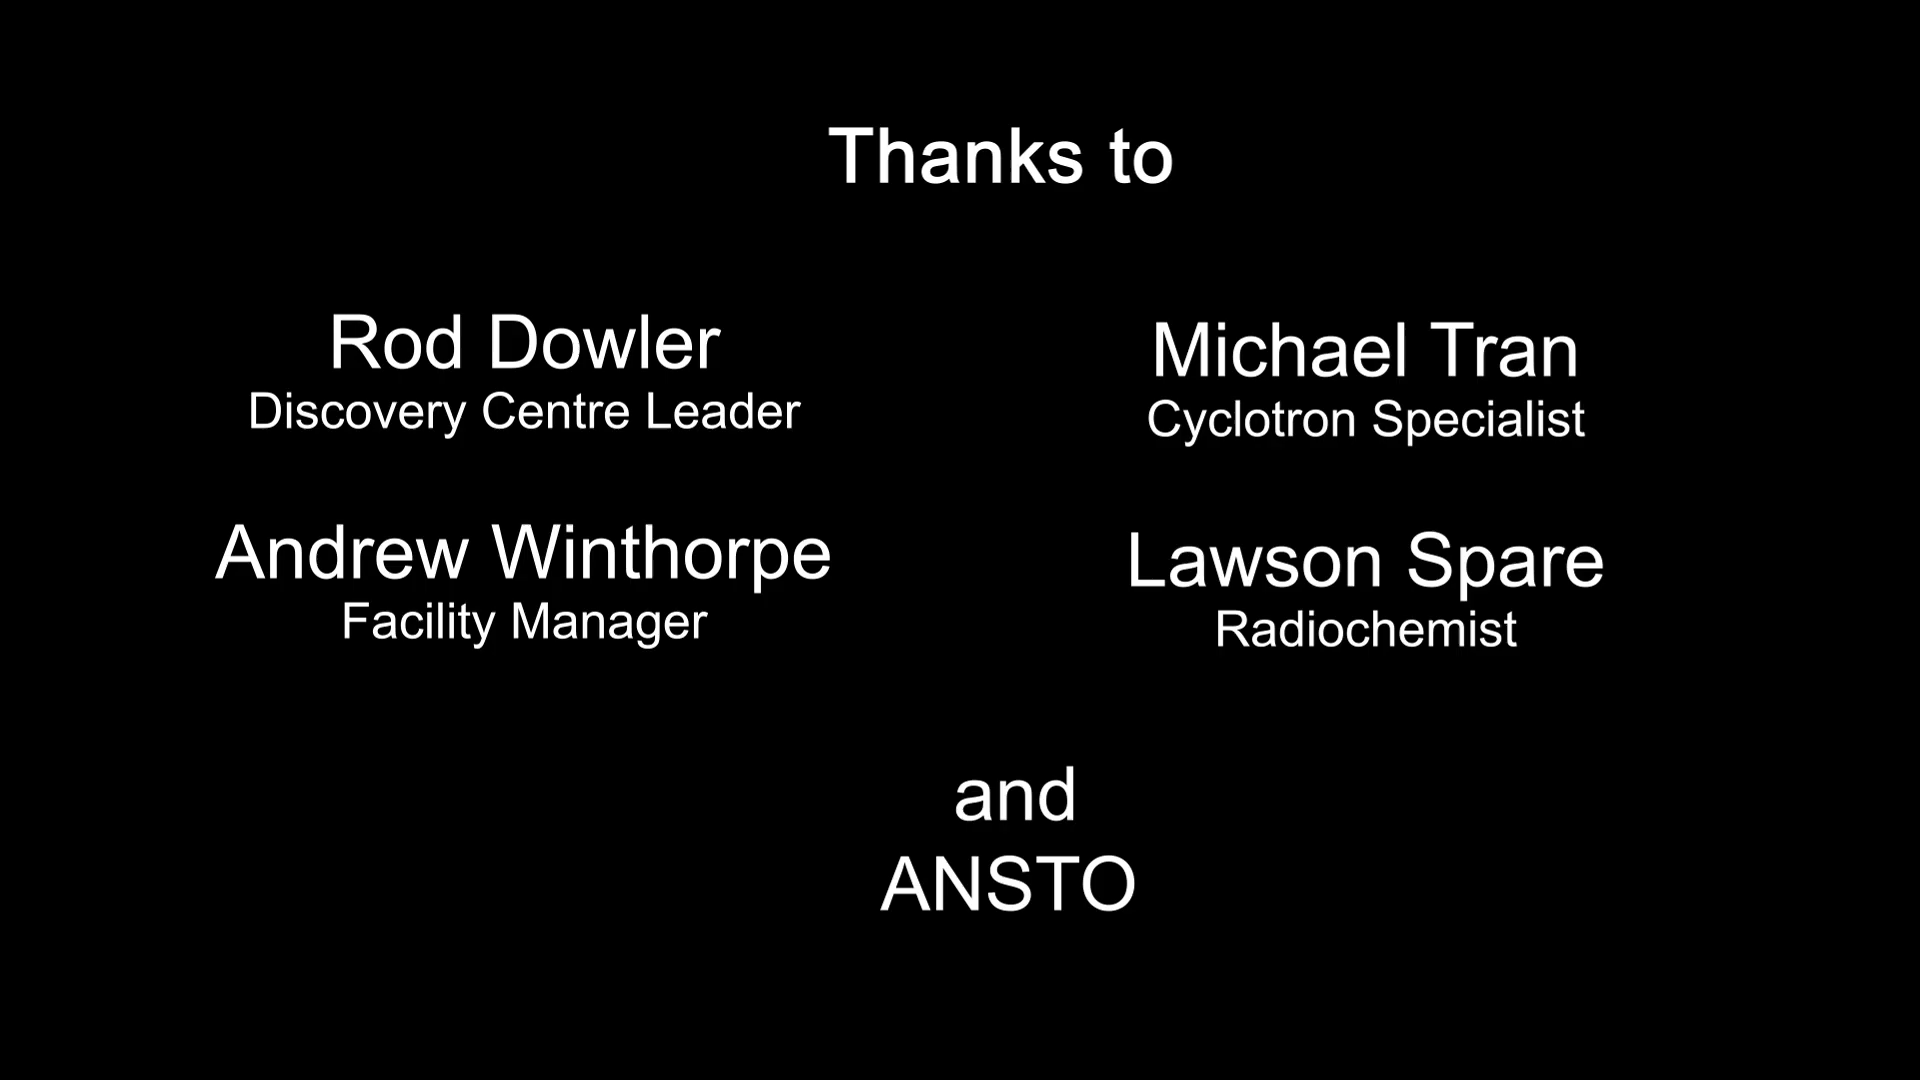 Thanks to
Rod Dowler
Discovery Centre Leader
Andrew Winthorpe
Facility Manager
Michael Tran
Cyclotron Specialist
Lawson Spare
Radiochemist
and
ANSTO